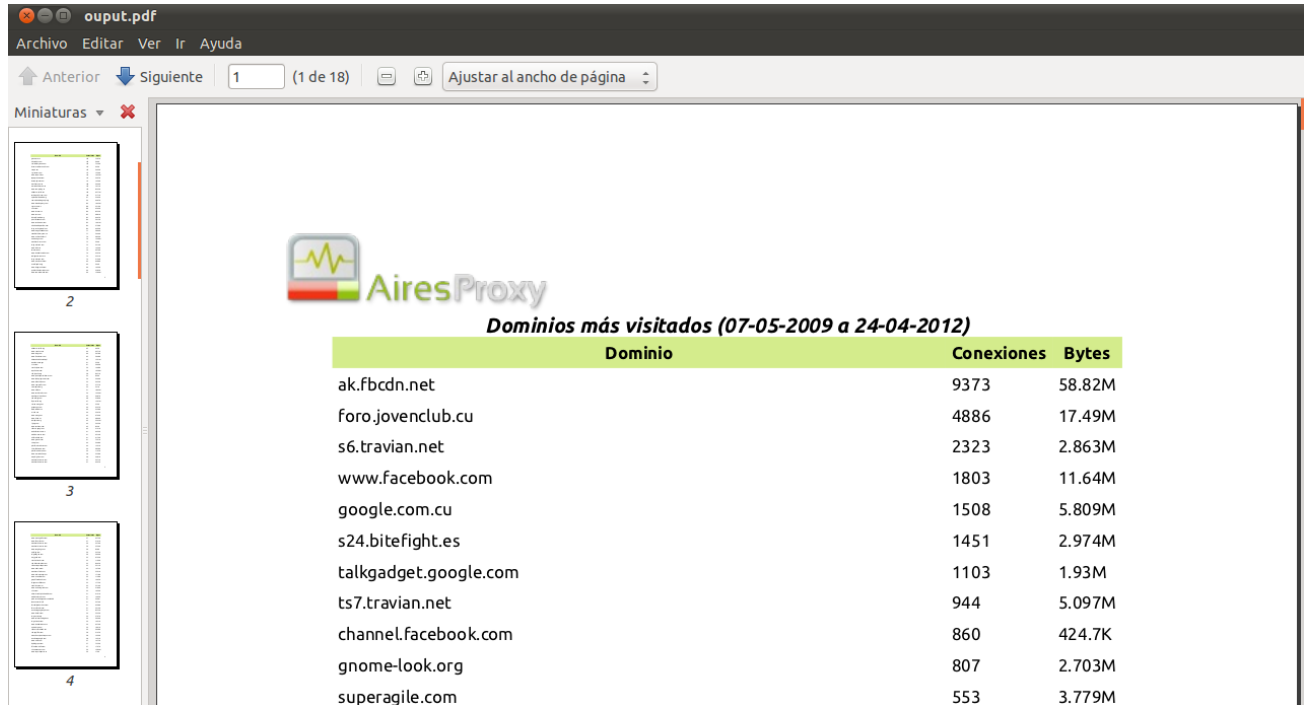 ouput.pdf
Archivo Editar Ver Ir Ayuda
Anterior Siguiente 1 (1 de 18) Ajustar al ancho de página
Miniaturas
2
3
4
AiresProxy
Dominios más visitados (07-05-2009 a 24-04-2012)
Dominio Conexiones Bytes
ak.fbcdn.net 9373 58.82M
foro.jovenclub.cu 4886 17.49M
s6.travian.net 2323 2.863M
www.facebook.com 1803 11.64M
google.com.cu 1508 5.809M
s24.bitefight.es 1451 2.974M
talkgadget.google.com 1103 1.93M
ts7.travian.net 944 5.097M
channel.facebook.com 860 424.7K
gnome-look.org 807 2.703M
superagile.com 553 3.779M